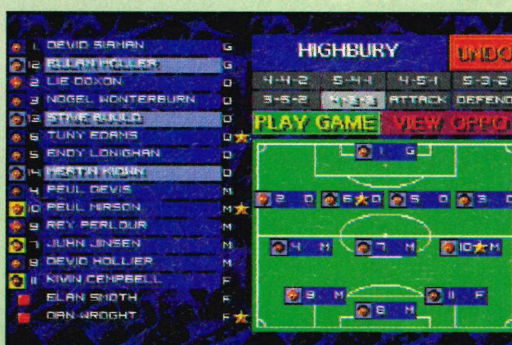 1 DEVID SIAMAN G
12 ELLAN MOLLER G
2 LIE DOXON D
3 NOGEL WONTERBURN D
13 STIVE BUULD D
6 TUNY EDAMS D
5 ENDY LONIGHAN D
14 MERTIN KIOWN D
4 PEUL DEVIS M
10 PEUL MIRSON M
9 REY PERLOUR M
7 JUHN JINSEN M
8 DEVID HOLLIER M
11 KIVIN CEMPBELL F
ELAN SMOTH F
OAN WROGHT F
HIGHBURY UNDO
4-4-2 5-4-1 4-5-1 5-3-2
3-5-2 4-3-3 ATTACK DEFEND
PLAY GAME VIEW OPPO
1 G
2 D 6 D 5 D 3 D
4 M 7 M 10 M
9 M 11 F
8 M